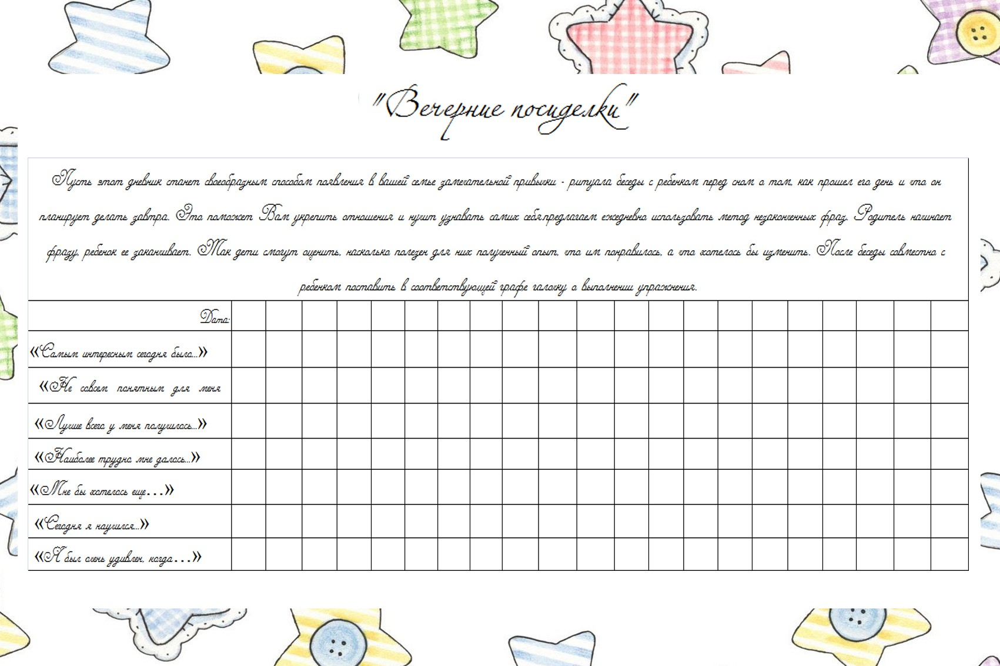 "Вечерние посиделки"
Пусть этот дневник станет своеобразным способом появления в вашей семье замечательной привычки - ритуала беседы с ребенком перед сном о том, как прошел его день и что он
планирует делать завтра. Это поможет Вам укрепить отношения и лучше узнавать самих себя.предлагаем ежедневно использовать метод незаконченных фраз. Родитель начинает
фразу, ребенок ее заканчивает. Так дети смогут оценить, насколько полезен для них полученный опыт, что им понравилось, а что хотелось бы изменить. После беседы совместно с
ребенком поставить в соответствующей графе галочку о выполнении упражнения.
Дата:
«Самым интересным сегодня было...»
«Не совсем понятным для меня
«Лучше всего у меня получилось...»
«Наиболее трудно мне далось...»
«Мне бы хотелось еще...»
«Сегодня я научился...»
«Я был очень удивлен, когда...»